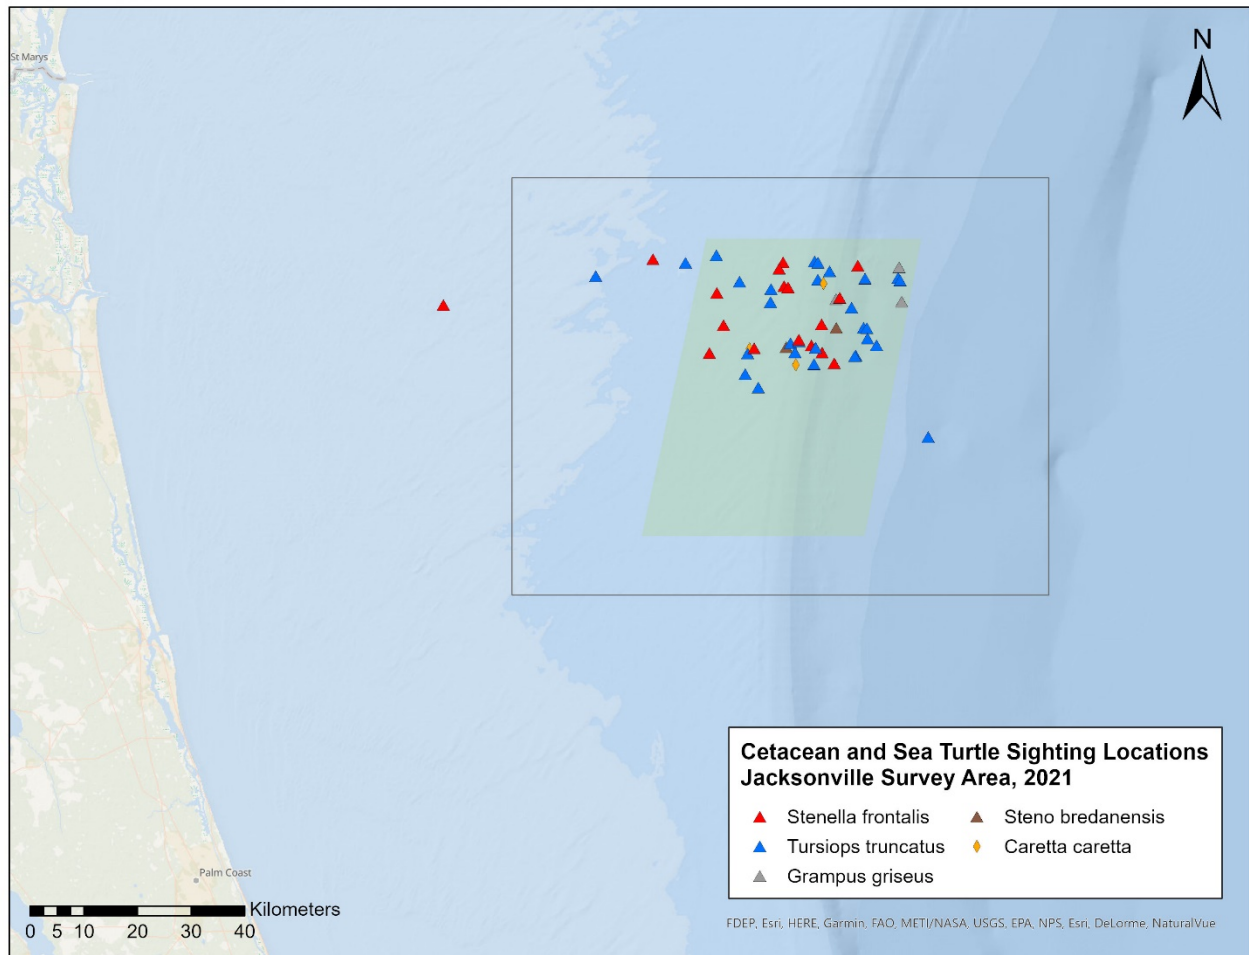 St Marys
N
Cetacean and Sea Turtle Sighting Locations
Jacksonville Survey Area, 2021
Stenella frontalis
Steno bredanensis
Tursiops truncatus
Caretta caretta
Grampus griseus
Palm Coast
Kilometers
0 5 10 20 30 40
FDEP, Esri, HERE, Garmin, FAO, METI/NASA, USGS, EPA, NPS, Esri, DeLorme, NaturalVue